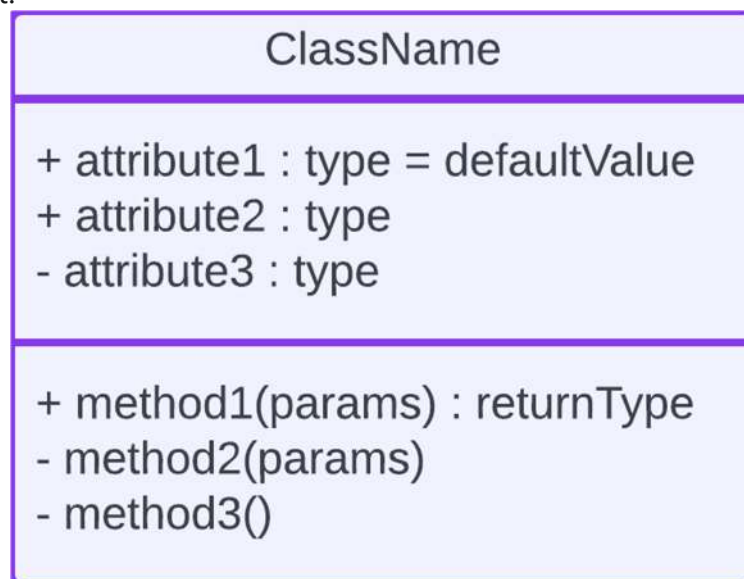 ClassName
+ attribute1 : type = defaultValue
+ attribute2 : type
- attribute3 : type
+ method1(params) : returnType
- method2(params)
- method3()